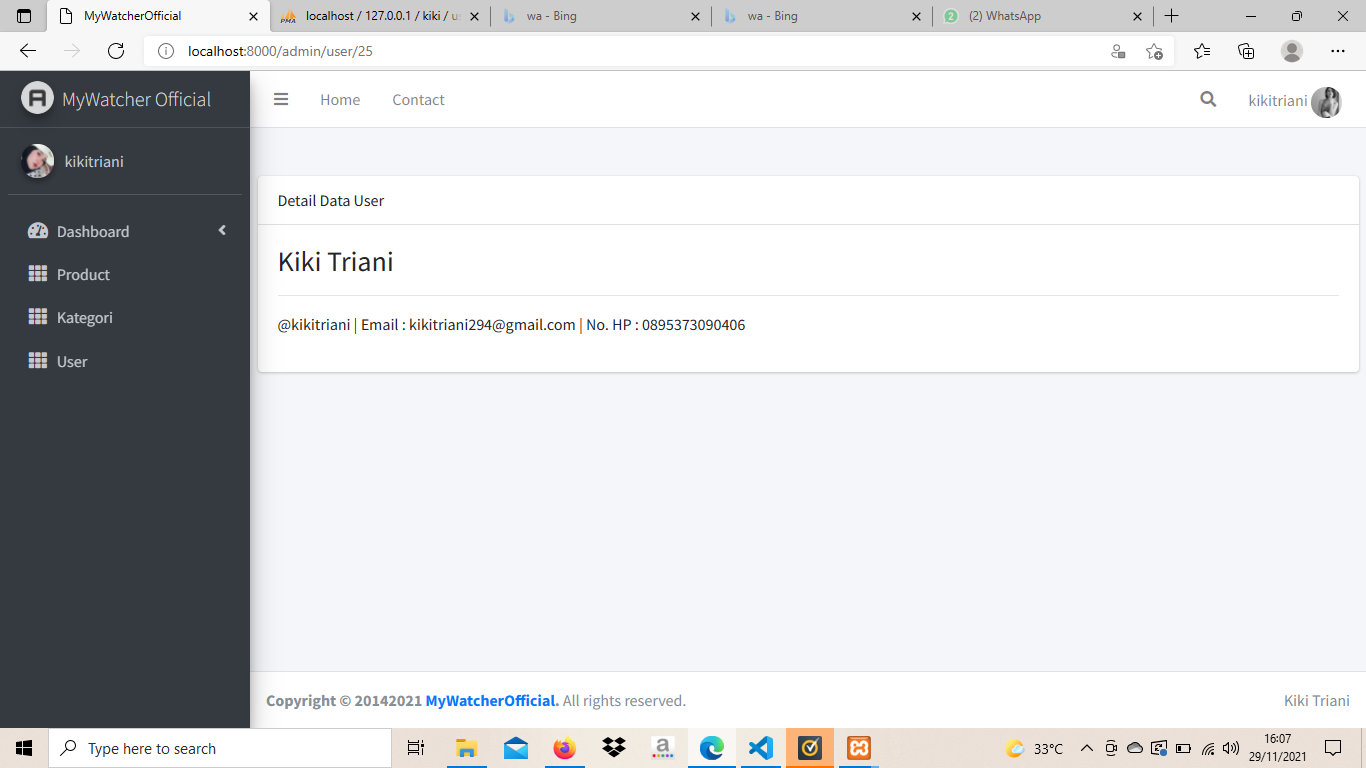 MyWatcherOfficial
localhost / 127.0.0.1 / kiki / u
wa - Bing
wa - Bing
(2) WhatsApp
localhost:8000/admin/user/25
MyWatcher Official
Home
Contact
kikitriani
kikitriani
Dashboard
Product
Kategori
User
Detail Data User
Kiki Triani
@kikitriani | Email : kikitriani294@gmail.com | No. HP : 0895373090406
Copyright © 20142021 MyWatcherOfficial. All rights reserved.
Kiki Triani
Type here to search
33°C
16:07
29/11/2021